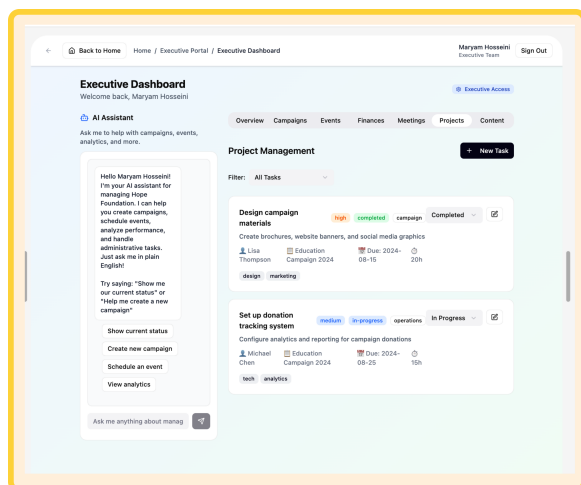 Back to Home
Home / Executive Portal / Executive Dashboard
Maryam Hosseini
Executive Team
Sign Out
Executive Dashboard
Welcome back, Maryam Hosseini
Executive Access
AI Assistant
Ask me to help with campaigns, events,
analytics, and more.
Hello Maryam Hosseini!
I'm your AI assistant for
managing Hope
Foundation. I can help
you create campaigns,
schedule events,
analyze performance,
and handle
administrative tasks.
Just ask me in plain
English!
Try saying: "Show me
our current status" or
"Help me create a new
campaign"
Show current status
Create new campaign
Schedule an event
View analytics
Ask me anything about manag
Overview Campaigns Events Finances Meetings Projects Content
Project Management
+ New Task
Filter: All Tasks
Design campaign
materials
high completed campaign Completed
Create brochures, website banners, and social media graphics
Lisa
Thompson
Education
Campaign 2024
Due: 2024-
08-15
20h
design marketing
Set up donation
tracking system
medium in-progress operations In Progress
Configure analytics and reporting for campaign donations
Michael
Chen
Education
Campaign 2024
Due: 2024-
08-25
15h
tech analytics